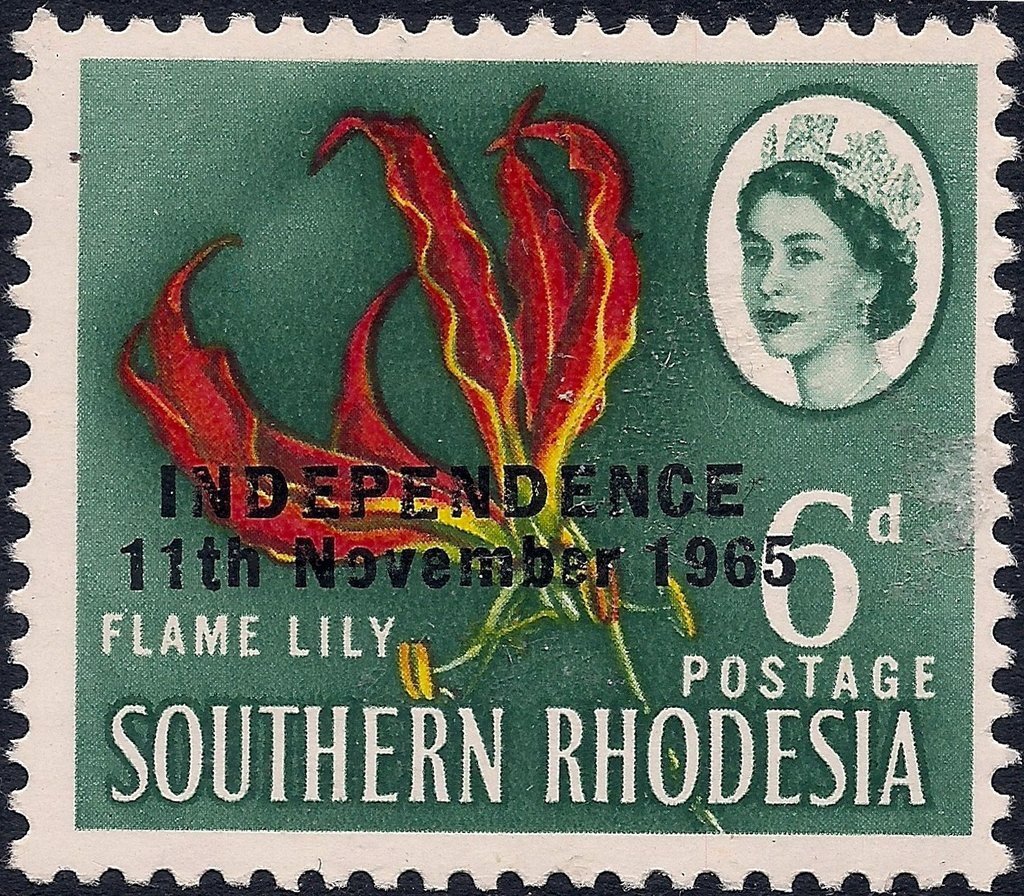 INDEPENDENCE
11th November 1965
6d
FLAME LILY
POSTAGE
SOUTHERN RHODESIA